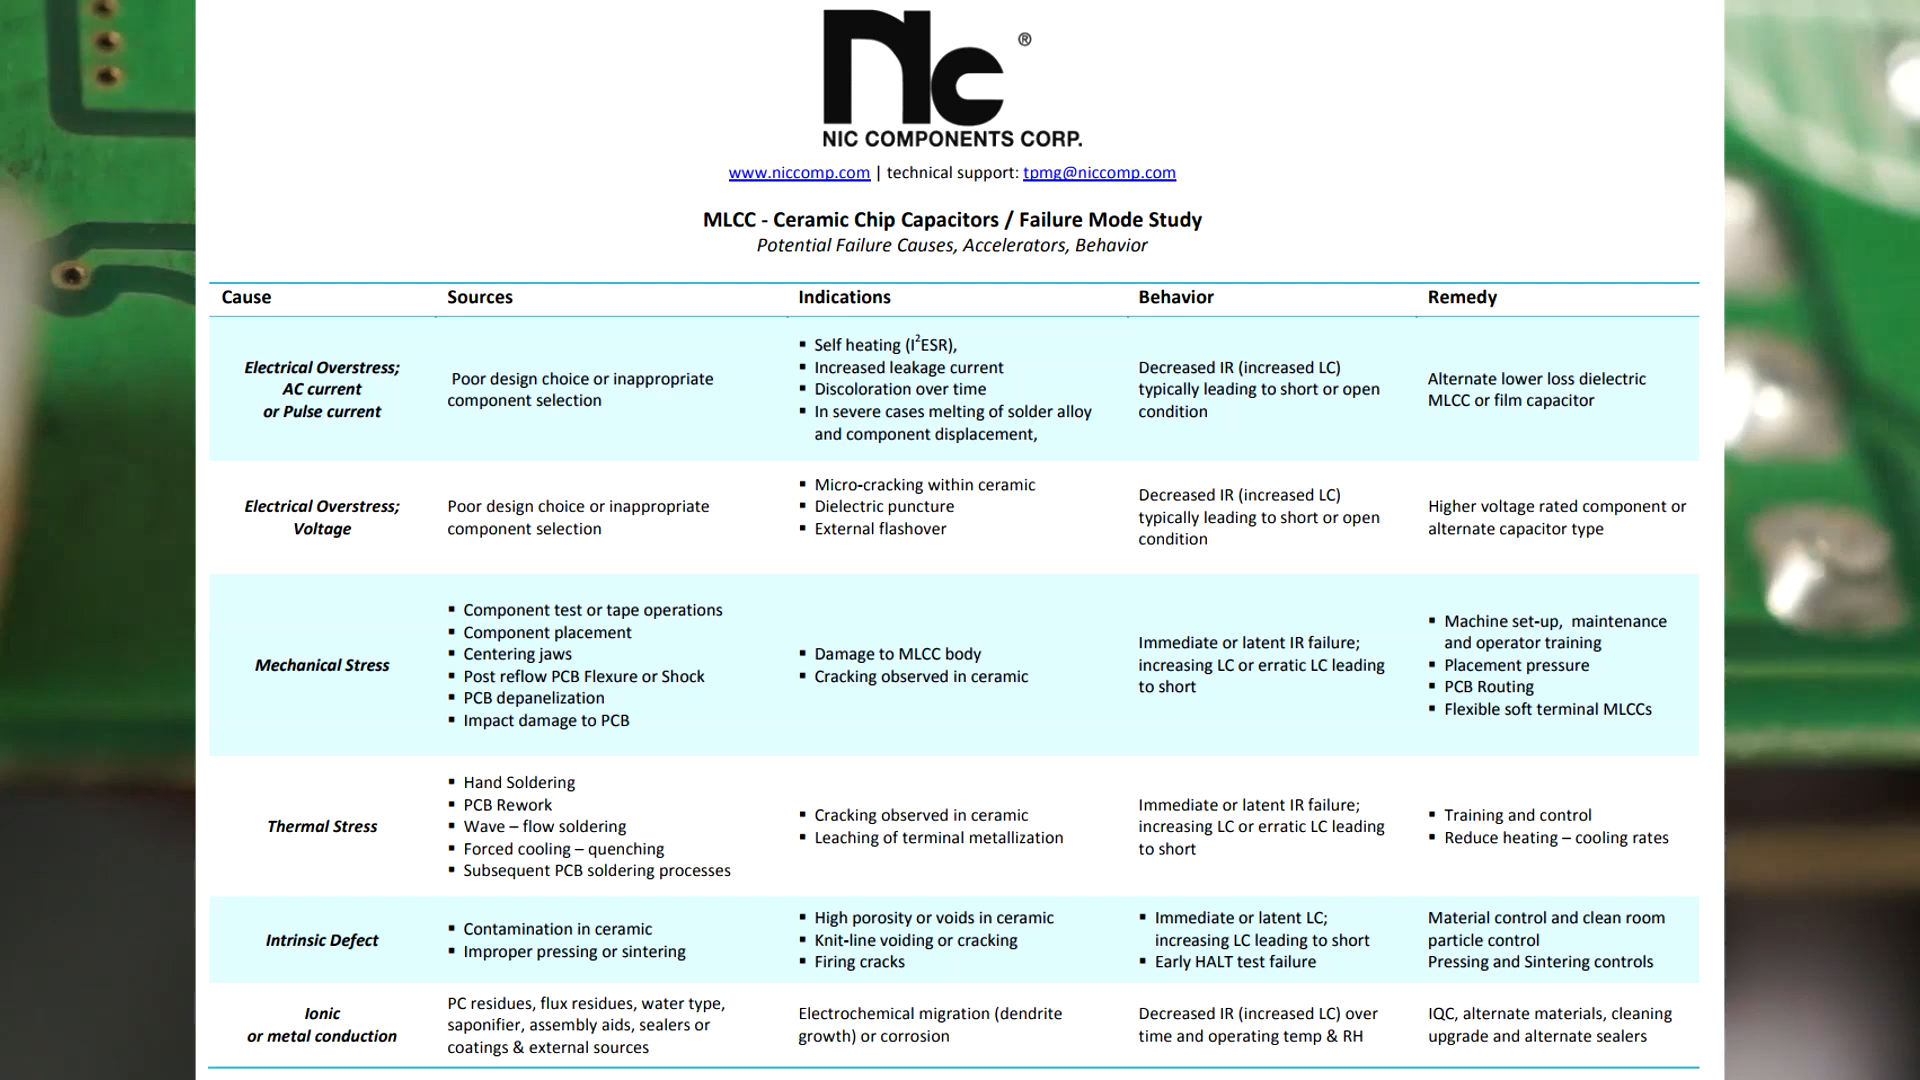 Nc ®
NIC COMPONENTS CORP.
www.niccomp.com | technical support: tpmg@niccomp.com
MLCC - Ceramic Chip Capacitors / Failure Mode Study
Potential Failure Causes, Accelerators, Behavior
Cause Sources Indications Behavior Remedy
Electrical Overstress;
AC current
or Pulse current
Poor design choice or inappropriate
component selection
▪ Self heating (I²ESR),
▪ Increased leakage current
▪ Discoloration over time
▪ In severe cases melting of solder alloy
and component displacement,
Decreased IR (increased LC)
typically leading to short or open
condition
Alternate lower loss dielectric
MLCC or film capacitor
Electrical Overstress;
Voltage
Poor design choice or inappropriate
component selection
▪ Micro-cracking within ceramic
▪ Dielectric puncture
▪ External flashover
Decreased IR (increased LC)
typically leading to short or open
condition
Higher voltage rated component or
alternate capacitor type
Mechanical Stress
▪ Component test or tape operations
▪ Component placement
▪ Centering jaws
▪ Post reflow PCB Flexure or Shock
▪ PCB depanelization
▪ Impact damage to PCB
▪ Damage to MLCC body
▪ Cracking observed in ceramic
Immediate or latent IR failure;
increasing LC or erratic LC leading
to short
▪ Machine set-up, maintenance
and operator training
▪ Placement pressure
▪ PCB Routing
▪ Flexible soft terminal MLCCs
Thermal Stress
▪ Hand Soldering
▪ PCB Rework
▪ Wave – flow soldering
▪ Forced cooling – quenching
▪ Subsequent PCB soldering processes
▪ Cracking observed in ceramic
▪ Leaching of terminal metallization
Immediate or latent IR failure;
increasing LC or erratic LC leading
to short
▪ Training and control
▪ Reduce heating – cooling rates
Intrinsic Defect
▪ Contamination in ceramic
▪ Improper pressing or sintering
▪ High porosity or voids in ceramic
▪ Knit-line voiding or cracking
▪ Firing cracks
▪ Immediate or latent LC;
increasing LC leading to short
▪ Early HALT test failure
Material control and clean room
particle control
Pressing and Sintering controls
Ionic
or metal conduction
PC residues, flux residues, water type,
saponifier, assembly aids, sealers or
coatings & external sources
Electrochemical migration (dendrite
growth) or corrosion
Decreased IR (increased LC) over
time and operating temp & RH
IQC, alternate materials, cleaning
upgrade and alternate sealers